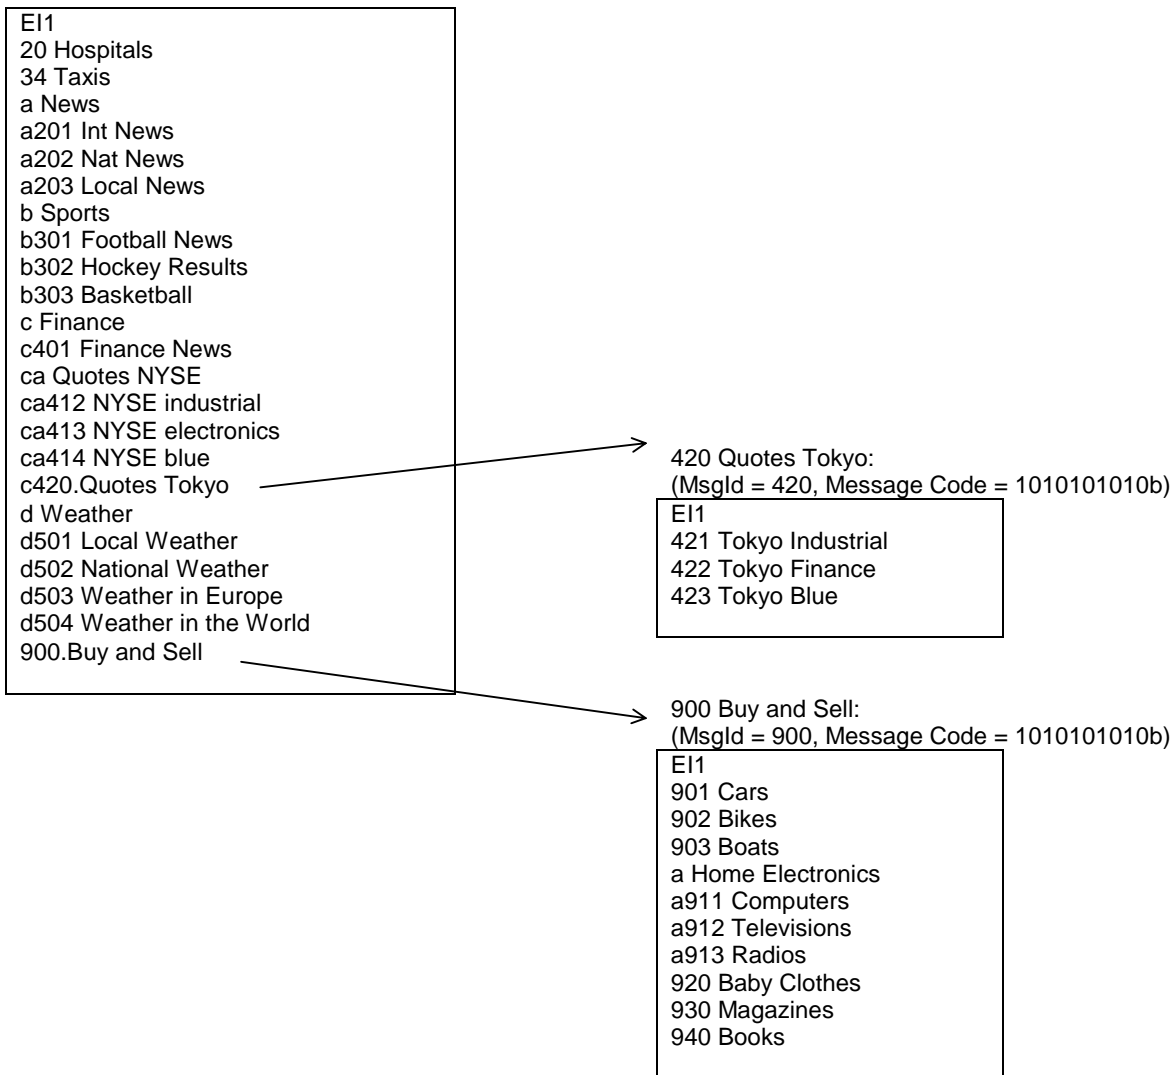 EI1
20 Hospitals
34 Taxis
a News
a201 Int News
a202 Nat News
a203 Local News
b Sports
b301 Football News
b302 Hockey Results
b303 Basketball
c Finance
c401 Finance News
ca Quotes NYSE
ca412 NYSE industrial
ca413 NYSE electronics
ca414 NYSE blue
c420.Quotes Tokyo
d Weather
d501 Local Weather
d502 National Weather
d503 Weather in Europe
d504 Weather in the World
900.Buy and Sell
420 Quotes Tokyo:
(MsgId = 420, Message Code = 1010101010b)
EI1
421 Tokyo Industrial
422 Tokyo Finance
423 Tokyo Blue
900 Buy and Sell:
(MsgId = 900, Message Code = 1010101010b)
EI1
901 Cars
902 Bikes
903 Boats
a Home Electronics
a911 Computers
a912 Televisions
a913 Radios
920 Baby Clothes
930 Magazines
940 Books